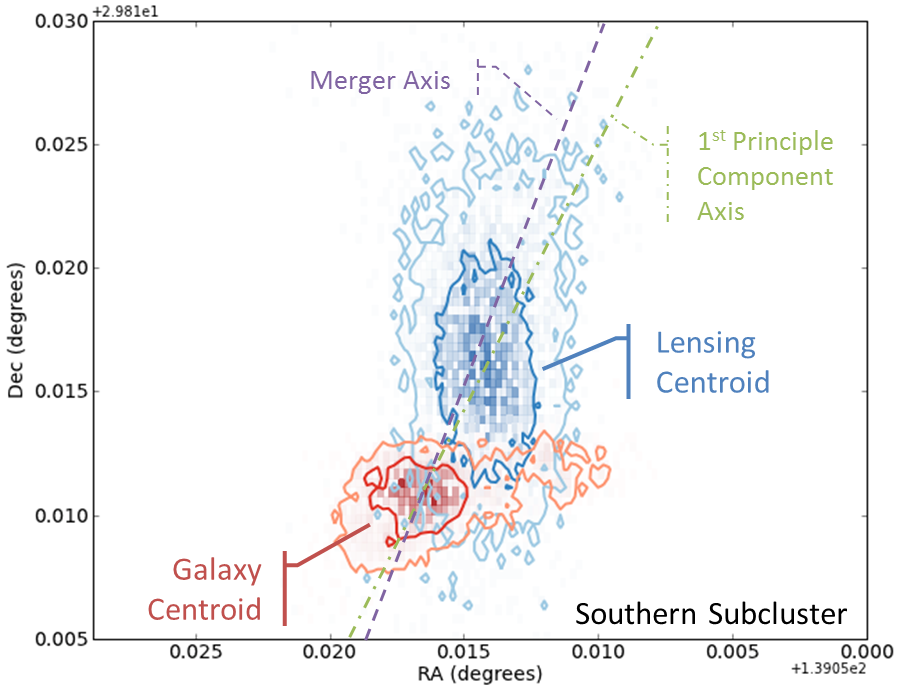 +2.981e1
0.030
Merger Axis
0.025
1st Principle
Component
Axis
0.020
Dec (degrees)
Lensing
Centroid
0.015
0.010
Galaxy
Centroid
Southern Subcluster
0.005
0.025 0.020 0.015 0.010 0.005 0.000
RA (degrees)
+1.3905e2